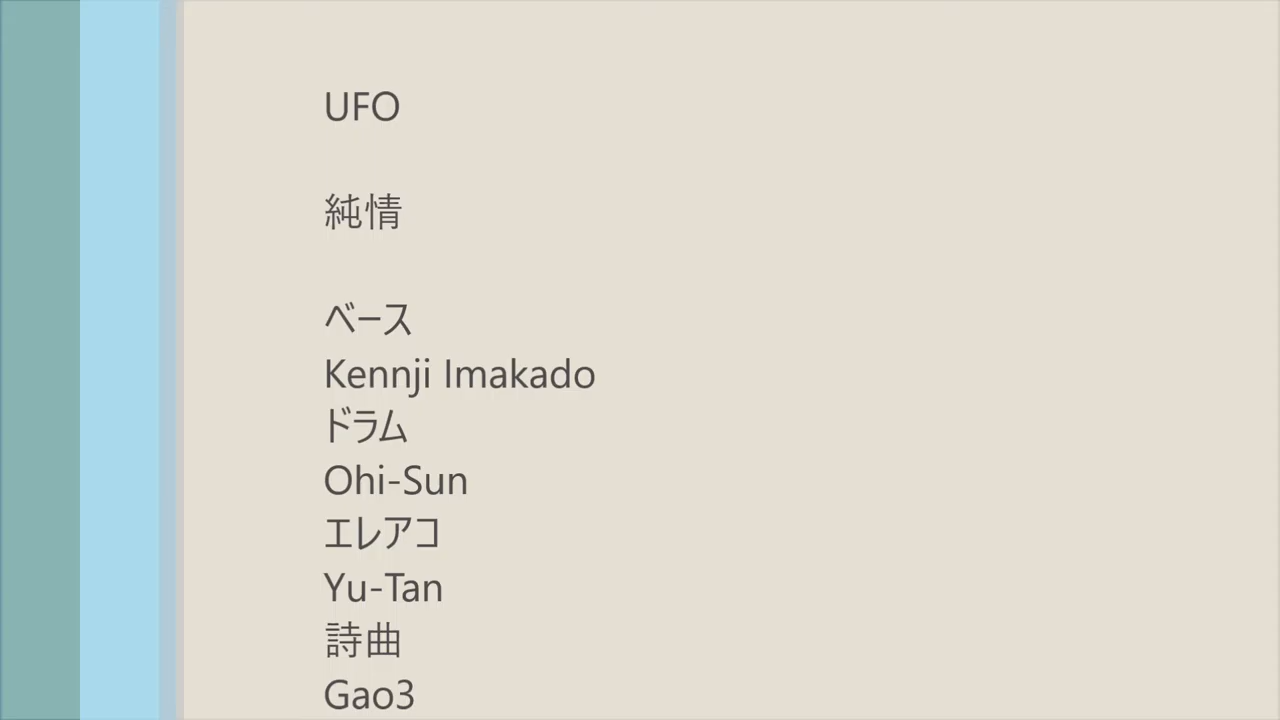 UFO
純情
ベース
Kennji Imakado
ドラム
Ohi-Sun
エレアコ
Yu-Tan
詩曲
Gao3